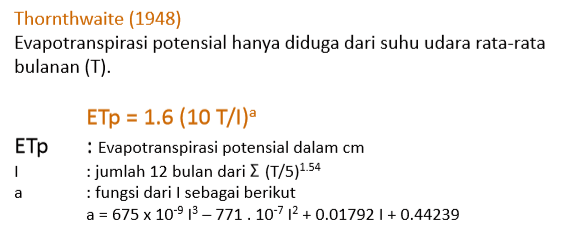 Thornthwaite (1948)
Evapotranspirasi potensial hanya diduga dari suhu udara rata-rata
bulanan (T).
ETp = 1.6 (10 T/I)ᵃ
ETp : Evapotranspirasi potensial dalam cm
I : jumlah 12 bulan dari Σ (T/5)¹·⁵⁴
a : fungsi dari I sebagai berikut
a = 675 x 10⁻⁹ I³ – 771 . 10⁻⁷ I² + 0.01792 I + 0.44239